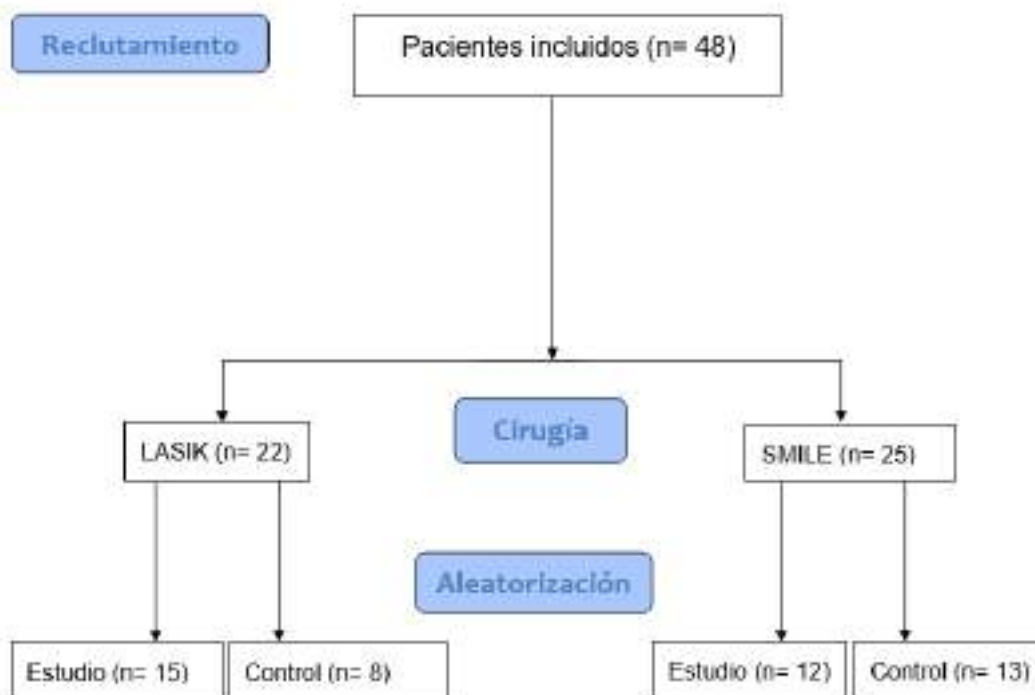 Reclutamiento
Pacientes incluidos (n= 48)
Cirugía
LASIK (n= 22)
SMILE (n= 25)
Aleatorización
Estudio (n= 15)
Control (n= 8)
Estudio (n= 12)
Control (n= 13)